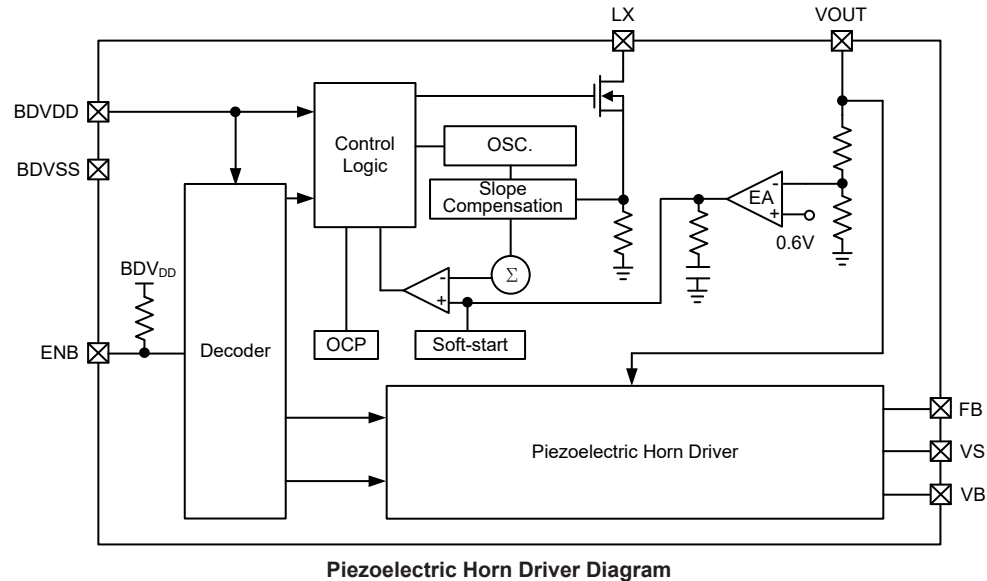 LX
VOUT
BDVDD
BDVSS
Control
Logic
OSC.
Slope
Compensation
EA
-
+
0.6V
Σ
-
+
BDVDD
ENB
Decoder
OCP
Soft-start
Piezoelectric Horn Driver
FB
VS
VB
Piezoelectric Horn Driver Diagram